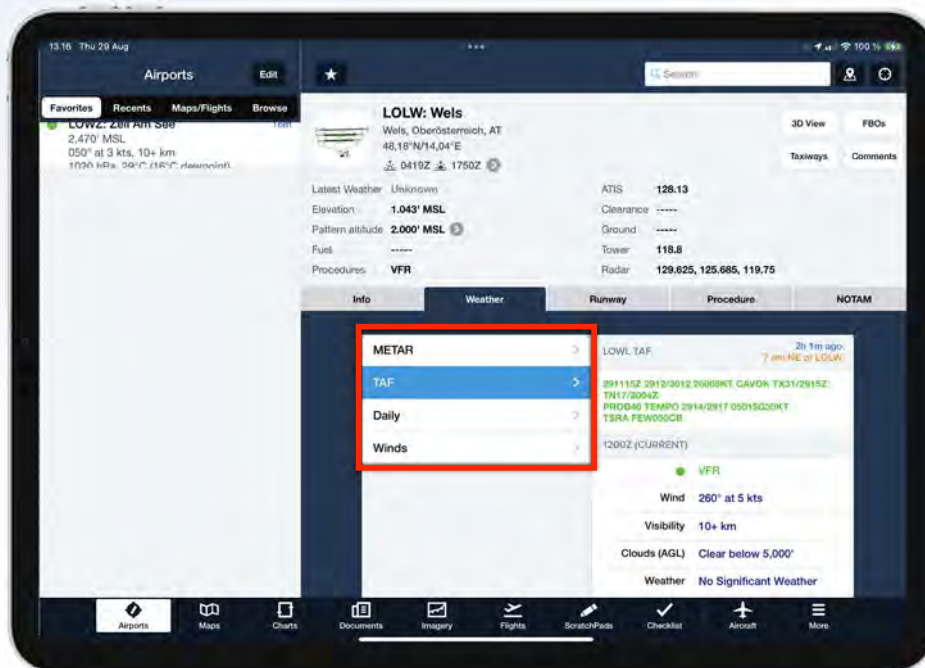 13 16 Thu 29 Aug
100 %
Airports
Edit
Search
Favorites Recents Maps/Flights Browse
LOWZ: Zell Am See
2,470' MSL
050° at 3 kts, 10+ km
1020 hPa, 29°C (16°C dewpoint)
LOLW: Wels
Wels, Oberösterreich, AT
48,18°N/14,04°E
0419Z 1750Z
3D View
FBOs
Taxiways
Comments
Latest Weather Unknown
Elevation 1.043' MSL
Pattern altitude 2.000' MSL
Fuel -----
Procedures VFR
ATIS 128.13
Clearance -----
Ground -----
Tower 118.8
Radar 129.625, 125.685, 119.75
Info Weather Runway Procedure NOTAM
METAR
TAF
Daily
Winds
LOWL TAF
2h 1m ago
7 nm NE of LOLW
291115Z 2912/3012 26005KT CAVOK TX31/2915Z
TN17/3004Z
PROB40 TEMPO 2914/2917 05015G30KT
TSRA FEW050CB
1200Z (CURRENT)
VFR
Wind 260° at 5 kts
Visibility 10+ km
Clouds (AGL) Clear below 5,000'
Weather No Significant Weather
Airports Maps Charts Documents Imagery Flights ScratchPads Checklist Aircraft More